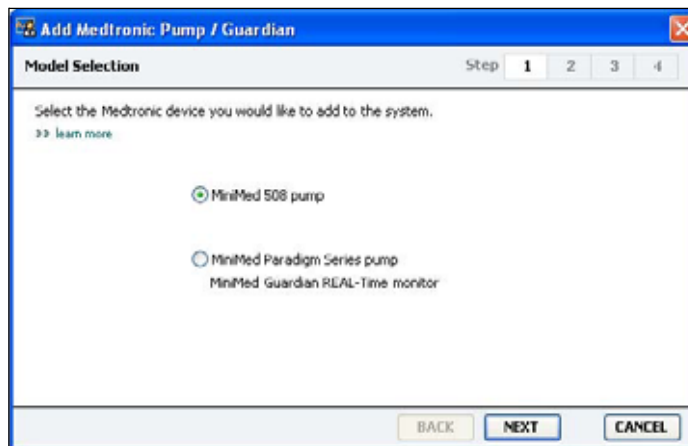 Add Medtronic Pump / Guardian
Model Selection Step 1 2 3 4
Select the Medtronic device you would like to add to the system.
>> learn more
MiniMed 508 pump
MiniMed Paradigm Series pump
MiniMed Guardian REAL-Time monitor
BACK NEXT CANCEL